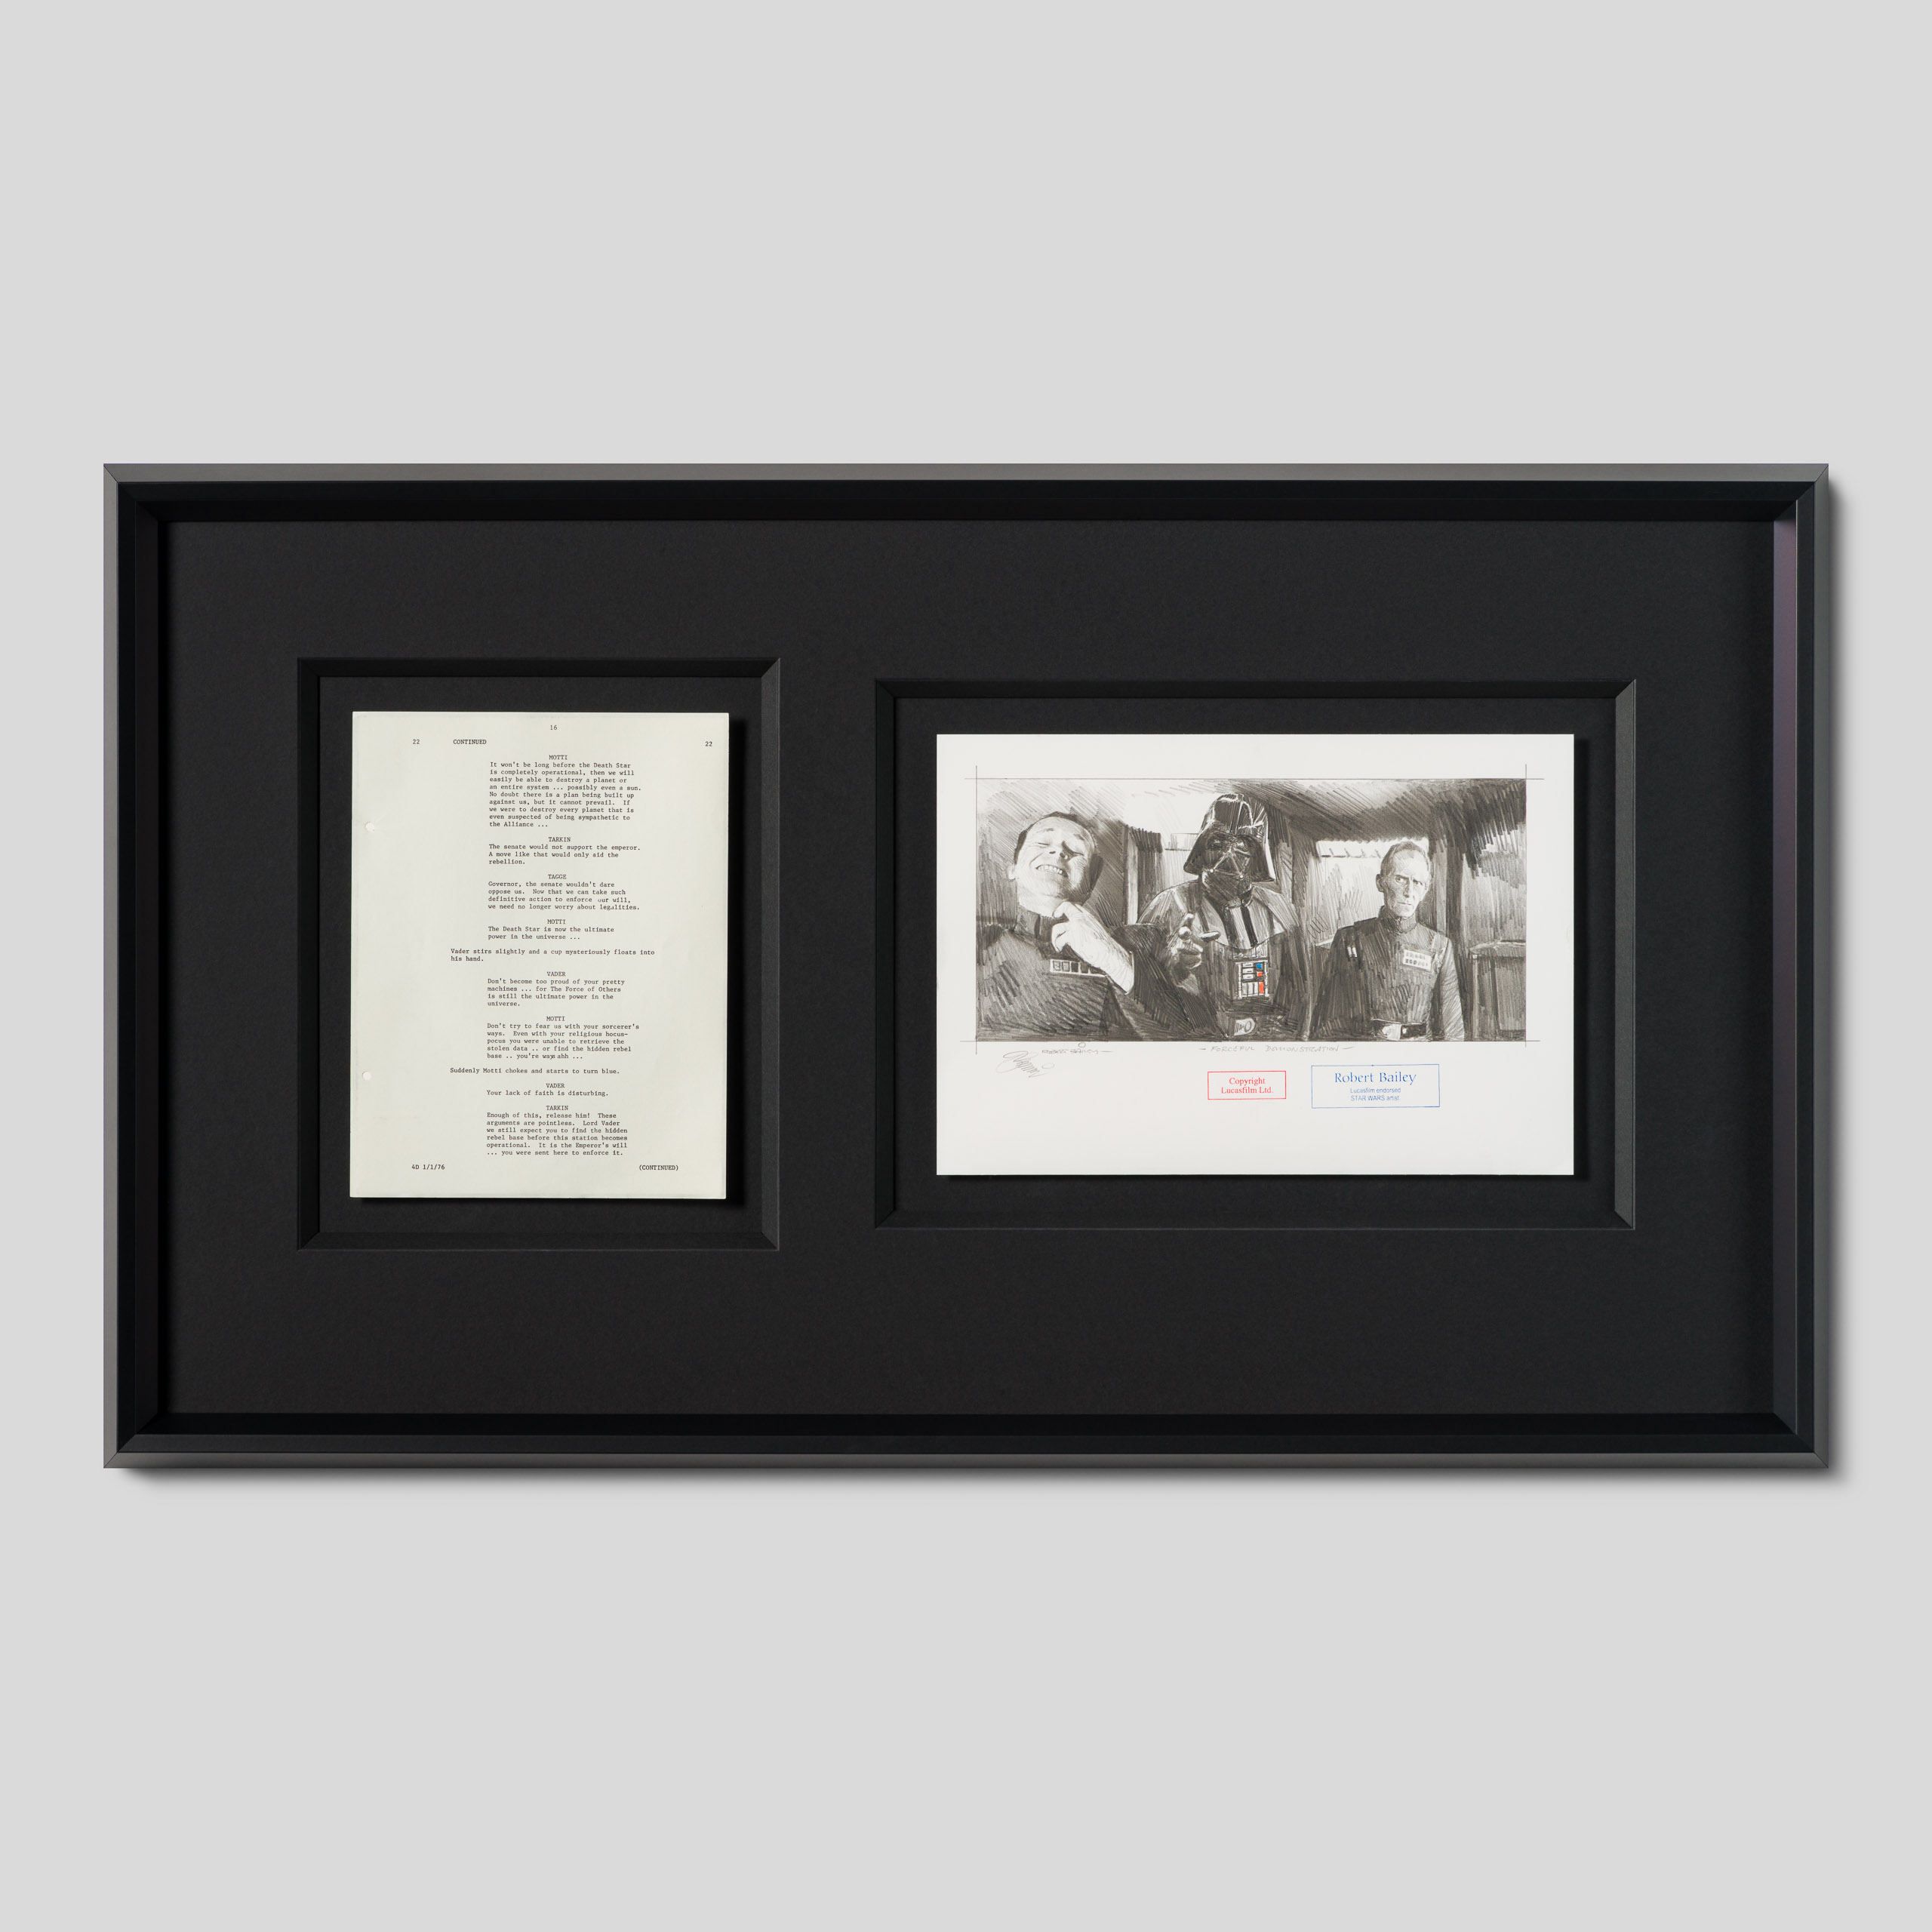 16
22 CONTINUED 22
MOTTI
It won't be long before the Death Star
is completely operational, then we will
easily be able to destroy a planet or
an entire system ... possibly even a sun.
No doubt there is a plan being built up
against us, but it cannot prevail. If
we were to destroy every planet that is
even suspected of being sympathetic to
the Alliance ...
TARKIN
The senate would not support the emperor.
A move like that would only aid the
rebellion.
TAGGE
Governor, the senate wouldn't dare
oppose us. Now that we can take such
definitive action to enforce our will,
we need no longer worry about legalities.
MOTTI
The Death Star is now the ultimate
power in the universe ...
Vader stirs slightly and a cup mysteriously floats into
his hand.
VADER
Don't become too proud of your pretty
machines ... for The Force of Others
is still the ultimate power in the
universe.
MOTTI
Don't try to fear us with your sorcerer's
ways. Even with your religious hocus-
pocus you were unable to retrieve the
stolen data .. or find the hidden rebel
base .. you're ahh ...
Suddenly Motti chokes and starts to turn blue.
VADER
Your lack of faith is disturbing.
TARKIN
Enough of this, release him! These
arguments are pointless. Lord Vader
we still expect you to find the hidden
rebel base before this station becomes
operational. It is the Emperor's will
... you were sent here to enforce it.
4D 1/1/76 (CONTINUED)
ROBERT BAILEY —
— FORCEFUL DEMONSTRATION —
Copyright
Lucasfilm Ltd.
Robert Bailey
Lucasfilm endorsed
STAR WARS artist